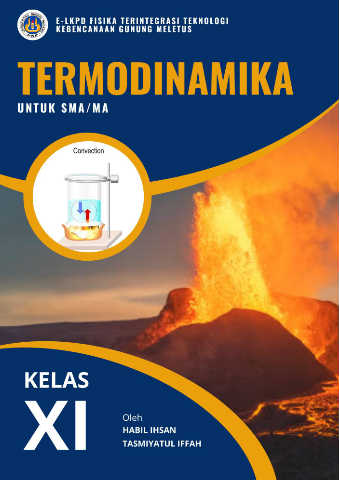 E-LKPD FISIKA TERINTEGRASI TEKNOLOGI
KEBENCANAAN GUNUNG MELETUS
TERMODINAMIKA
UNTUK SMA/MA
Convection
KELAS
XI
Oleh
HABIL IHSAN
TASMIYATUL IFFAH